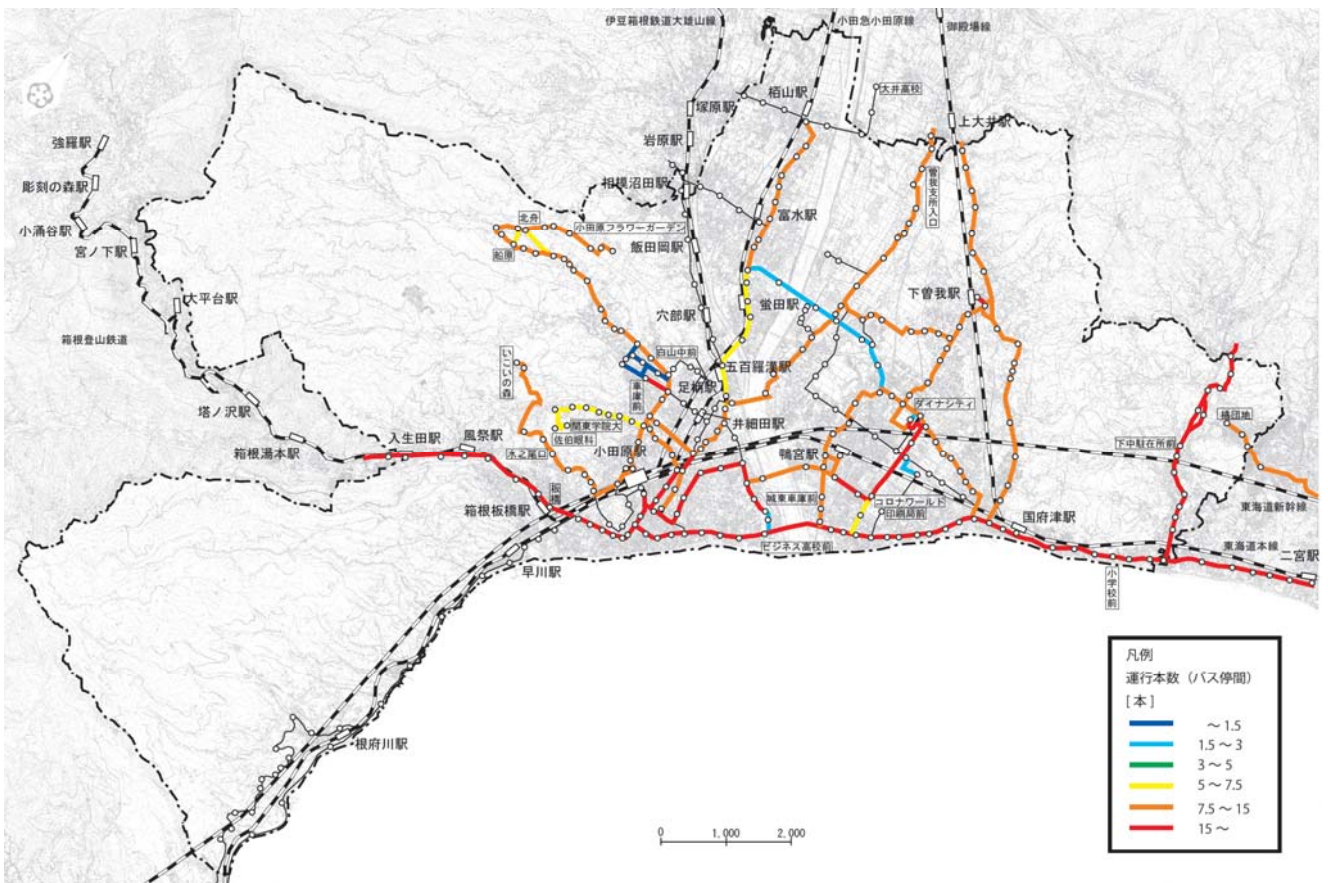 伊豆箱根鉄道大雄山線
小田急小田原線
御殿場線
大井高校
栢山駅
塚原駅
上大井駅
強羅駅
岩原駅
彫刻の森駅
相模沼田駅
曽我支所入口
小涌谷駅
北舟
小田原フラワーガーデン
富水駅
宮ノ下駅
船原
飯田岡駅
大平台駅
下曽我駅
穴部駅
蛍田駅
箱根登山鉄道
いこいの森
白山中前
五百羅漢駅
車庫前
足柄駅
塔ノ沢駅
ダイナシティ
橘団地
入生田駅
風祭駅
関東学院大
佐伯眼科
井細田駅
下中駐在所前
箱根湯本駅
水之尾口
小田原駅
鴨宮駅
板橋
城東車庫前
コロナワールド
印刷局前
東海道新幹線
箱根板橋駅
国府津駅
ビジネス高校前
東海道本線
二宮駅
早川駅
小学校前
根府川駅
凡例
運行本数（バス停間）
[本]
～1.5
1.5～3
3～5
5～7.5
7.5～15
15～
0 1,000 2,000